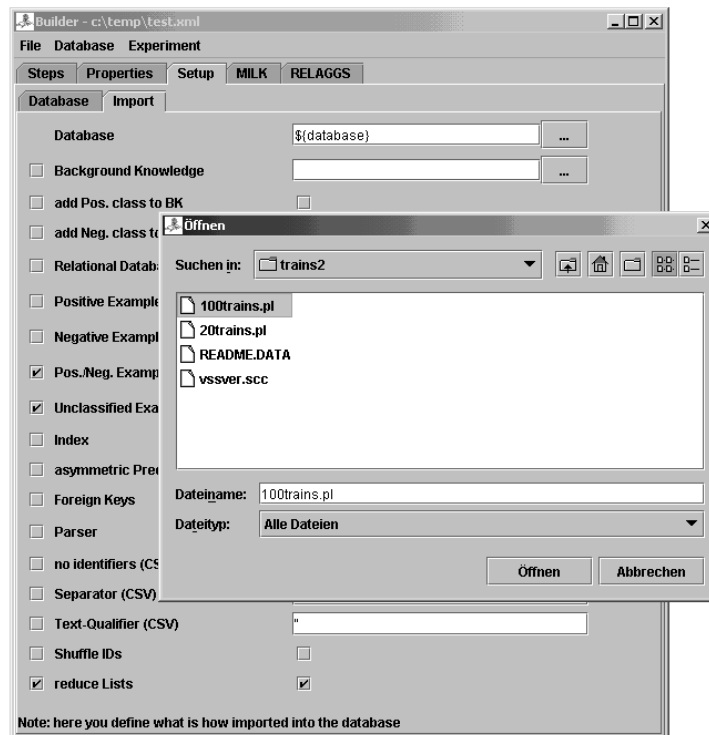 Builder - c:\temp\test.xml
File Database Experiment
Steps Properties Setup MILK RELAGGS
Database Import
Database ${database} ...
Background Knowledge ...
add Pos. class to BK
add Neg. class to
Öffnen
Suchen in: trains2
Relational Datab
Positive Example
Negative Exampl
Pos./Neg. Examp
Unclassified Exa
Index
asymmetric Pred
Foreign Keys
Parser
no identifiers (CS
Separator (CSV)
100trains.pl
20trains.pl
README.DATA
vssver.scc
Dateiname: 100trains.pl
Dateityp: Alle Dateien
Öffnen Abbrechen
Text-Qualifier (CSV) "
Shuffle IDs
reduce Lists
Note: here you define what is how imported into the database